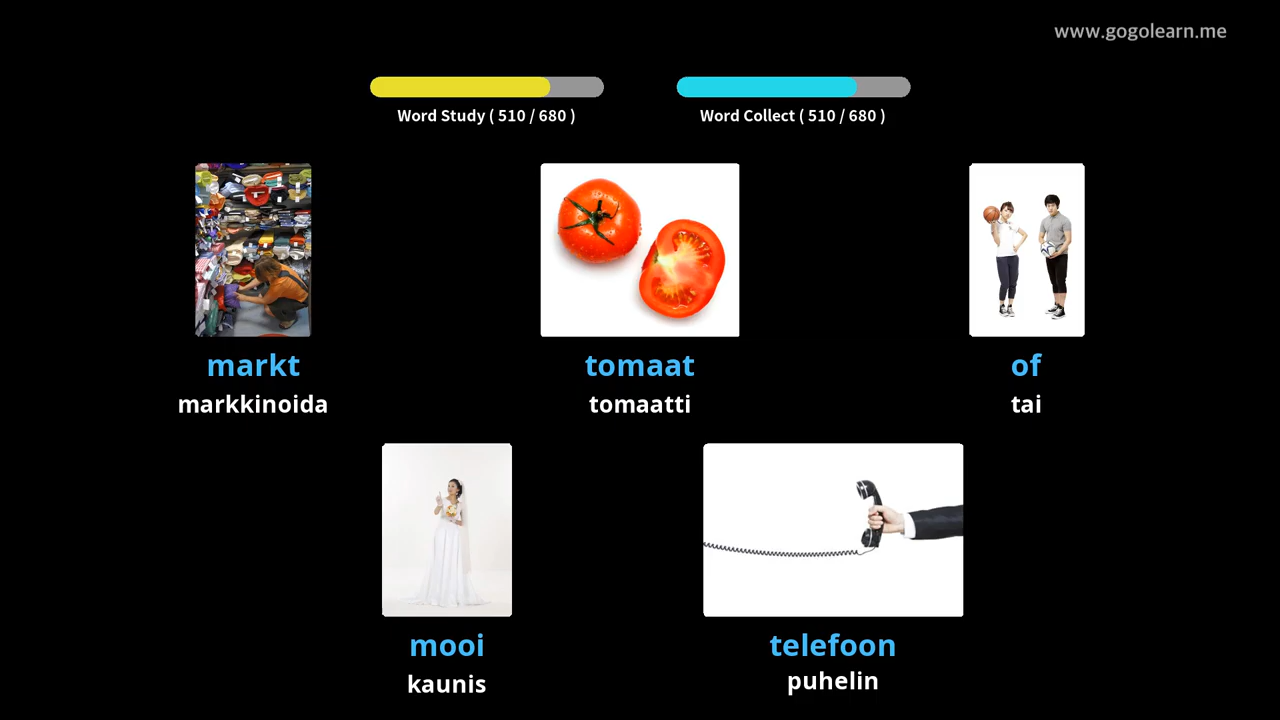 www.gogolearn.me
Word Study ( 510 / 680 )
Word Collect ( 510 / 680 )
markt
markkinoida
tomaat
tomaatti
of
tai
mooi
kaunis
telefoon
puhelin